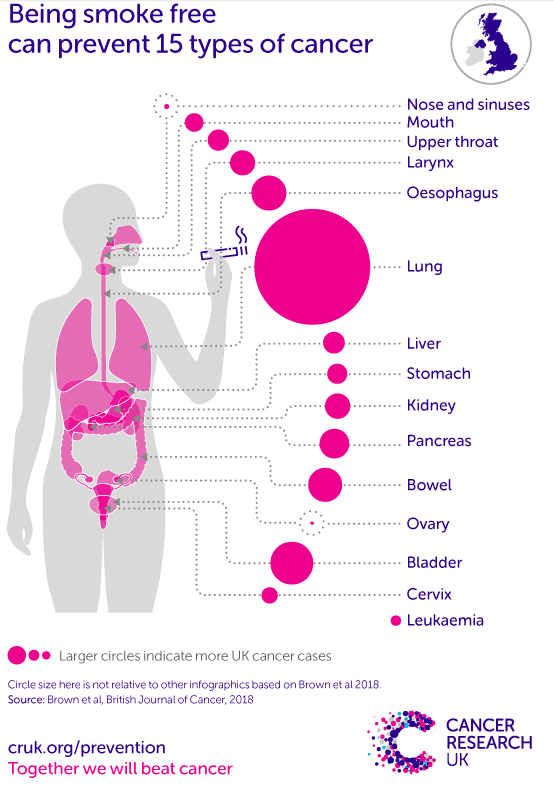 Being smoke free
can prevent 15 types of cancer
Nose and sinuses
Mouth
Upper throat
Larynx
Oesophagus
Lung
Liver
Stomach
Kidney
Pancreas
Bowel
Ovary
Bladder
Cervix
Leukaemia
Larger circles indicate more UK cancer cases
Circle size here is not relative to other infographics based on Brown et al 2018.
Source: Brown et al, British Journal of Cancer, 2018
cruk.org/prevention
Together we will beat cancer
CANCER
RESEARCH
UK